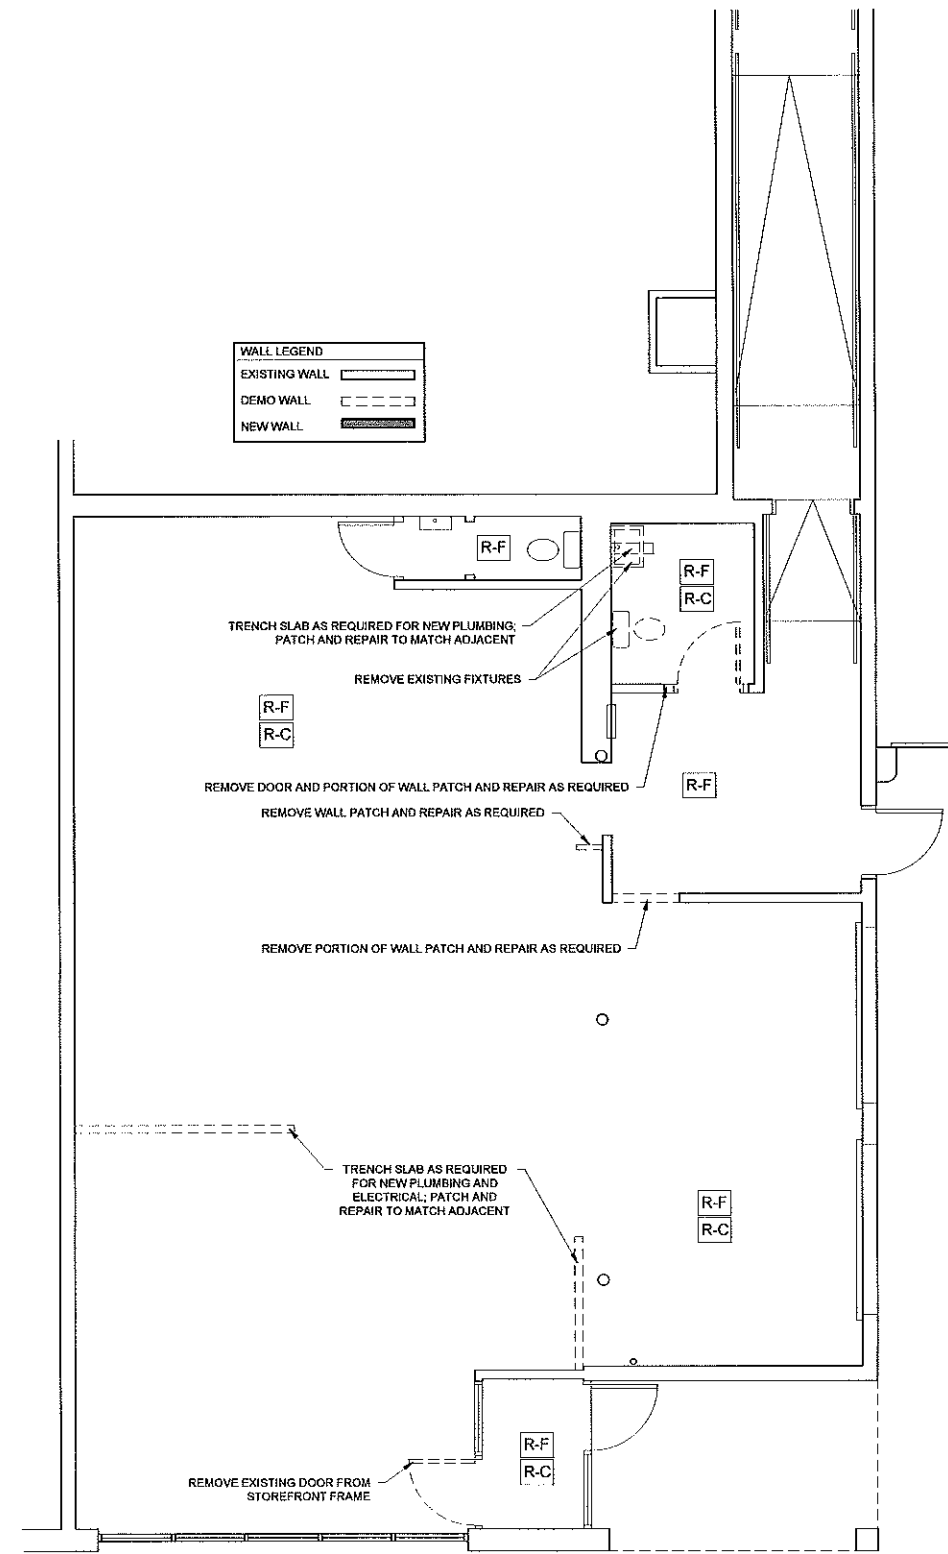 WALL LEGEND
EXISTING WALL
DEMO WALL
NEW WALL
R-F
R-F
R-C
TRENCH SLAB AS REQUIRED FOR NEW PLUMBING;
PATCH AND REPAIR TO MATCH ADJACENT
REMOVE EXISTING FIXTURES
R-F
R-C
REMOVE DOOR AND PORTION OF WALL PATCH AND REPAIR AS REQUIRED
R-F
REMOVE WALL PATCH AND REPAIR AS REQUIRED
REMOVE PORTION OF WALL PATCH AND REPAIR AS REQUIRED
TRENCH SLAB AS REQUIRED
FOR NEW PLUMBING AND
ELECTRICAL; PATCH AND
REPAIR TO MATCH ADJACENT
R-F
R-C
R-F
R-C
REMOVE EXISTING DOOR FROM
STOREFRONT FRAME